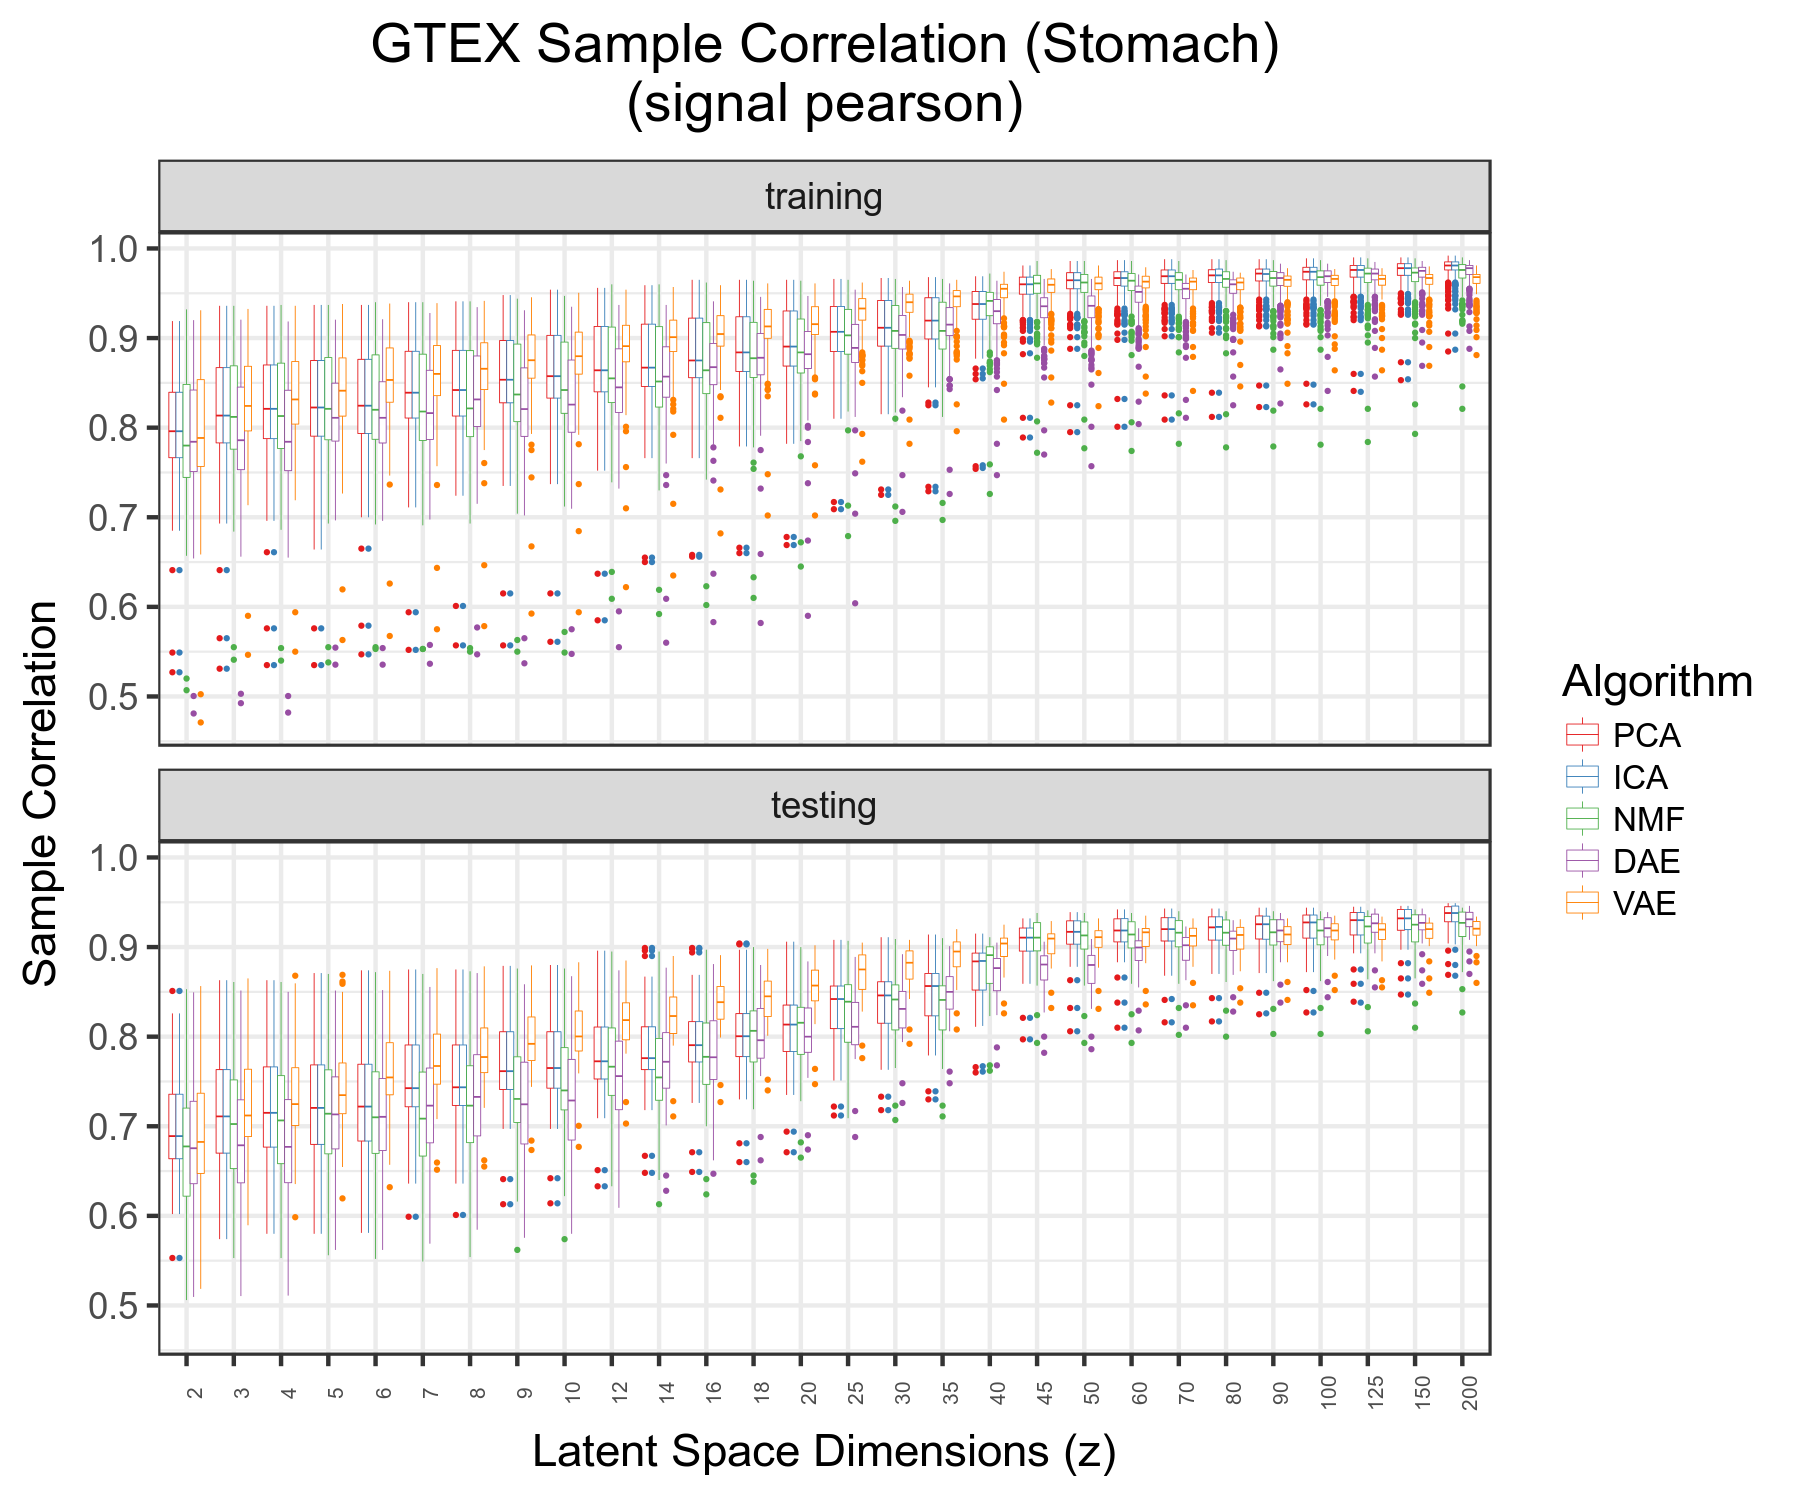 GTEX Sample Correlation (Stomach)
(signal pearson)
training
1.0
0.9
0.8
0.7
0.6
0.5
Sample Correlation
testing
1.0
0.9
0.8
0.7
0.6
0.5
2 3 4 5 6 7 8 9 10 12 14 16 18 20 25 30 35 40 45 50 60 70 80 90 100 125 150 200
Latent Space Dimensions (z)
Algorithm
PCA
ICA
NMF
DAE
VAE